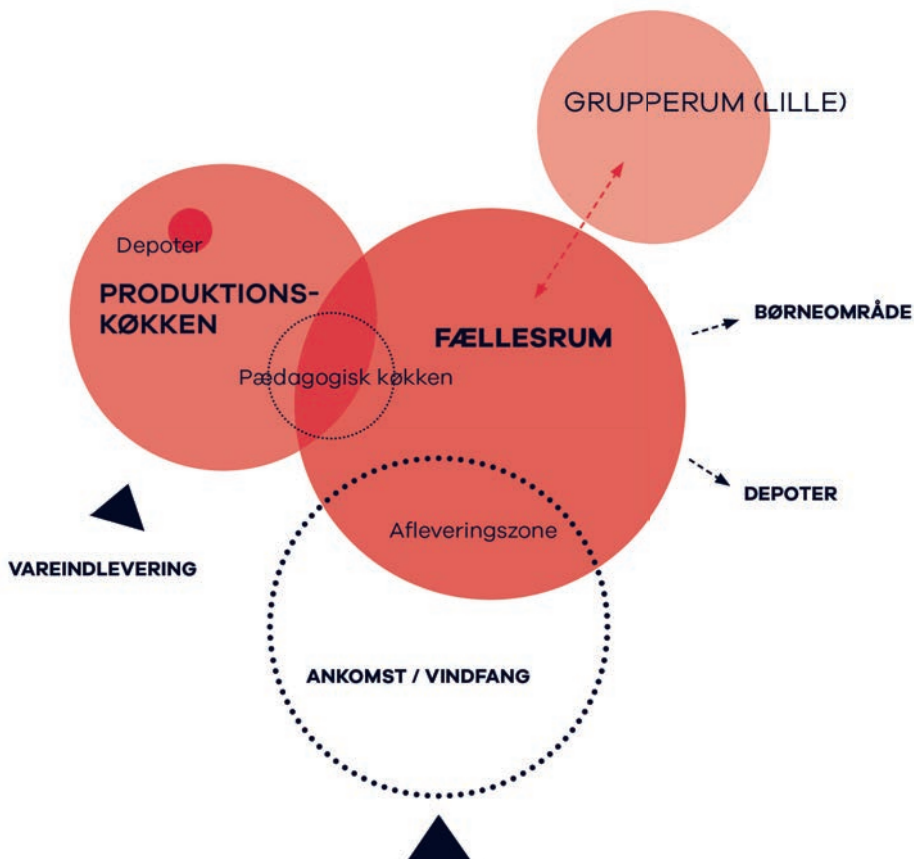 GRUPPERUM (LILLE)
Depoter
PRODUKTIONS-
KØKKEN
FÆLLESRUM
BØRNEOMRÅDE
Pædagogisk køkken
DEPOTER
Afleveringszone
VAREINDLEVERING
ANKOMST / VINDFANG